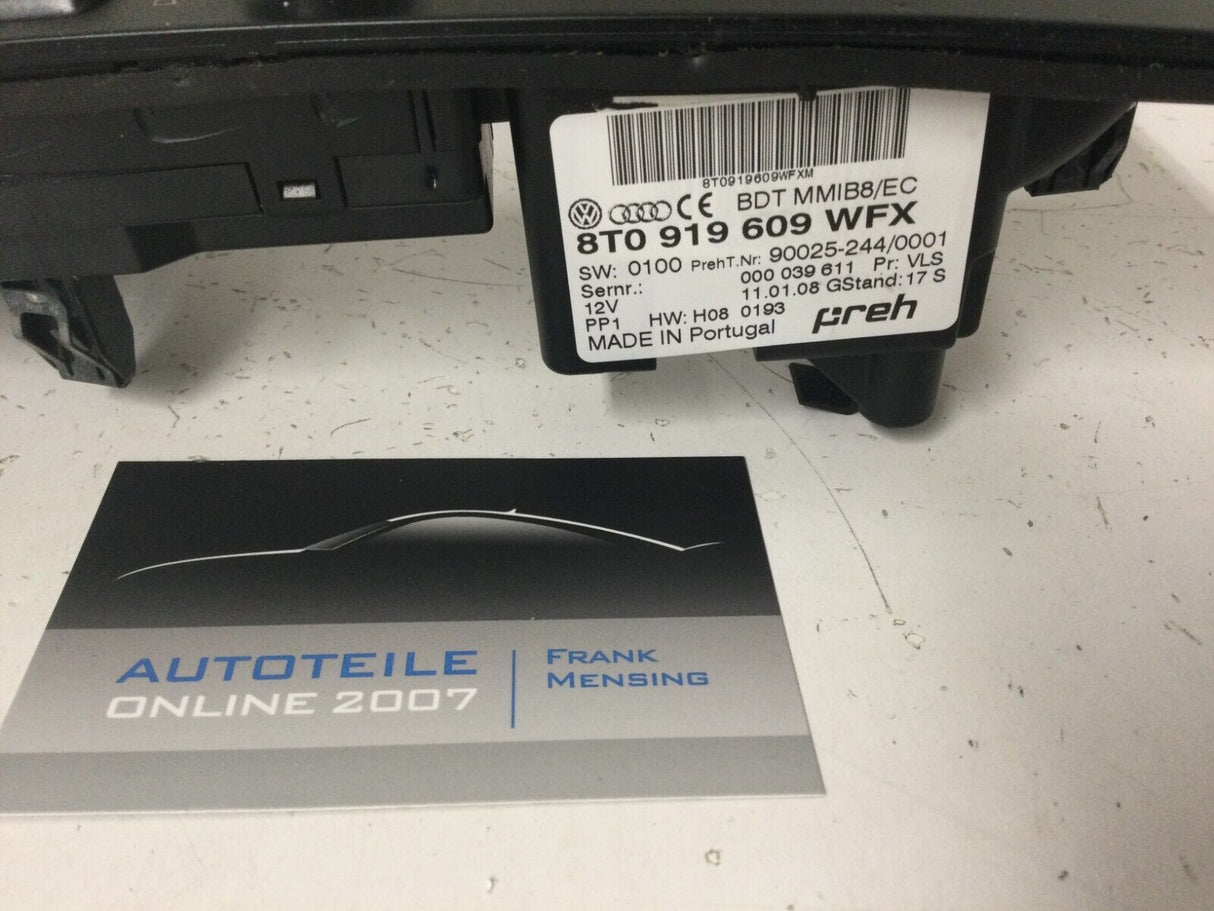 8T0919609WFXM
CE BDT MMIB8/EC
8T0 919 609 WFX
SW: 0100 PrehT.Nr: 90025-244/0001
Sernr.: 000 039 611 Pr: VLS
12V 11.01.08 GStand: 17 S
PP1 HW: H08 0193
MADE IN Portugal preh
AUTOTEILE
ONLINE 2007
FRANK
MENSING